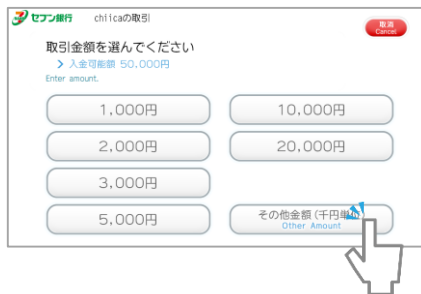 セブン銀行 chiicaの取引
取消
Cancel
取引金額を選んでください
> 入金可能額 50,000円
Enter amount.
1,000円
10,000円
2,000円
20,000円
3,000円
5,000円
その他金額(千円単
Other Amount